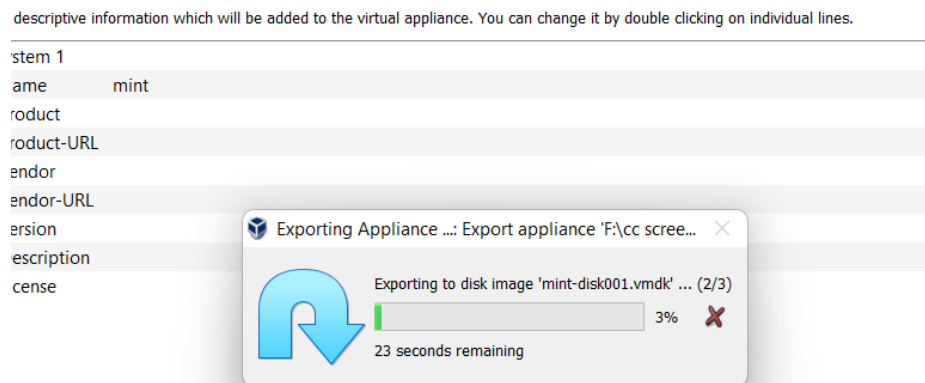 descriptive information which will be added to the virtual appliance. You can change it by double clicking on individual lines.
stem 1
ame mint
roduct
roduct-URL
endor
endor-URL
ersion
escription
cense
Exporting Appliance ...: Export appliance 'F:\cc scree...
Exporting to disk image 'mint-disk001.vmdk' ... (2/3)
3%
23 seconds remaining